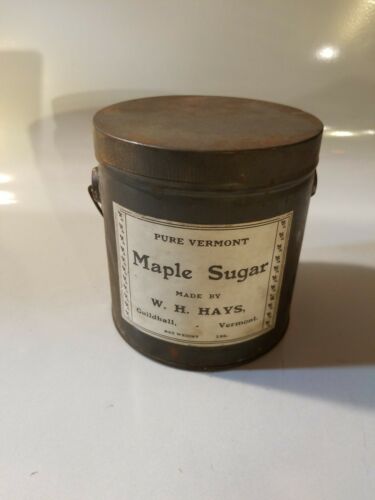 PURE VERMONT
Maple Sugar
MADE BY
W. H. HAYS,
Guildhall, Vermont.
NET WEIGHT LBS.